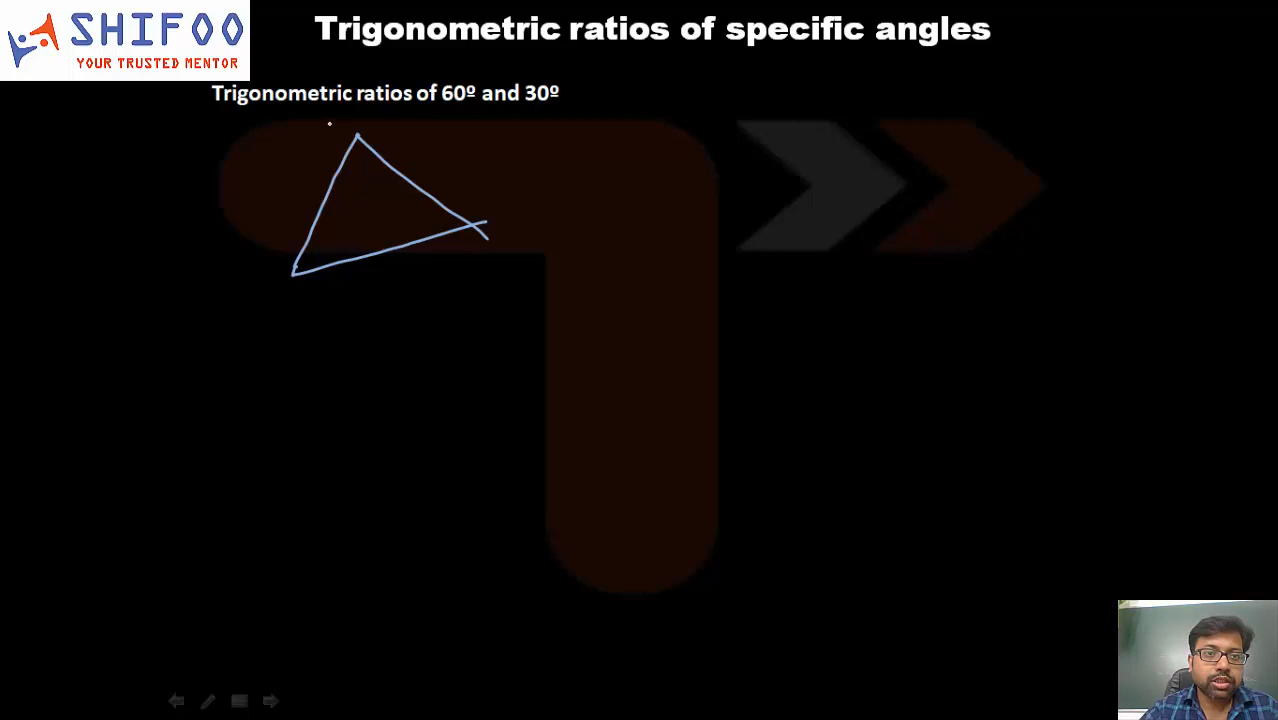 SHIFOO
YOUR TRUSTED MENTOR
Trigonometric ratios of specific angles
Trigonometric ratios of 60º and 30º